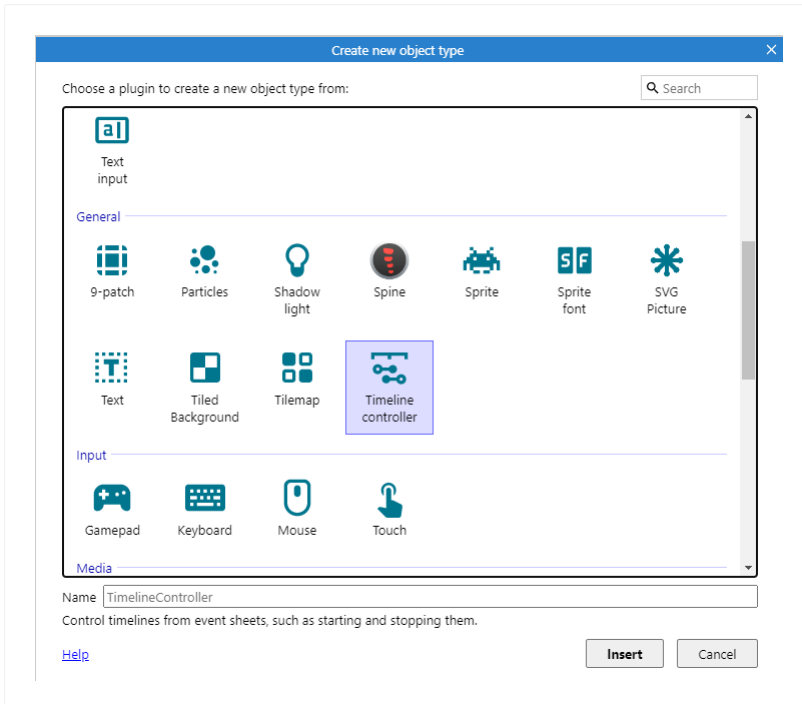 Create new object type
Choose a plugin to create a new object type from:
Search
a
Text
input
General
9-patch
Particles
Shadow
light
Spine
Sprite
S F
Sprite
font
SVG
Picture
T
Text
Tiled
Background
Tilemap
Timeline
controller
Input
Gamepad
Keyboard
Mouse
Touch
Media
Name TimelineController
Control timelines from event sheets, such as starting and stopping them.
Help
Insert
Cancel